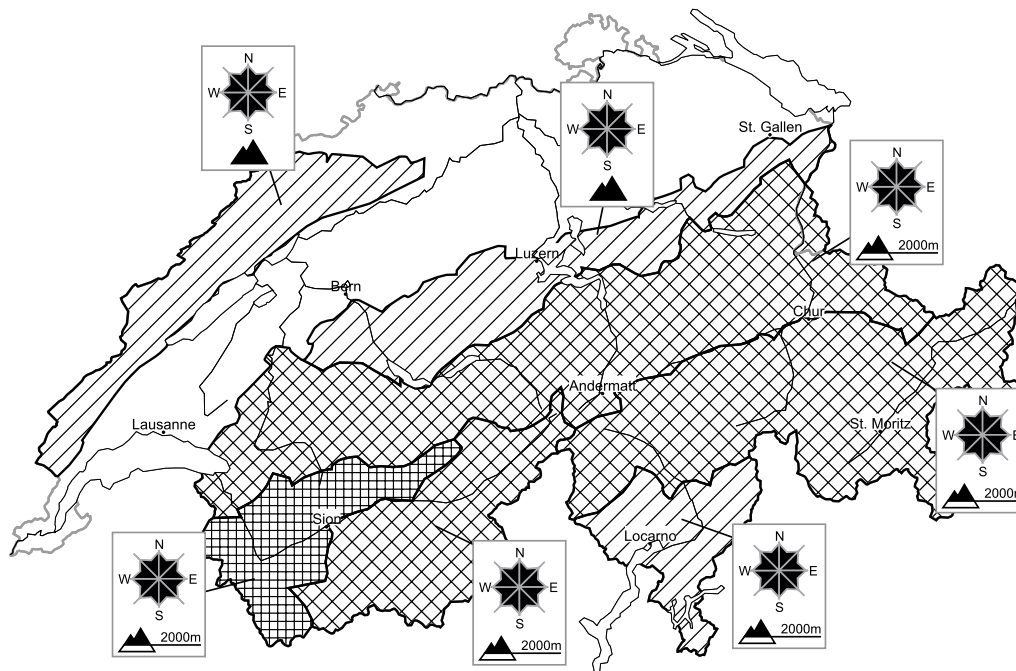 N
W E
S
N
W E
S
St. Gallen
N
W E
S
2000m
Luzern
Bern
Chur
Andermatt
N
W E
S
2000m
Lausanne
St. Moritz
Sion
Locarno
N
W E
S
2000m
N
W E
S
2000m
N
W E
S
2000m